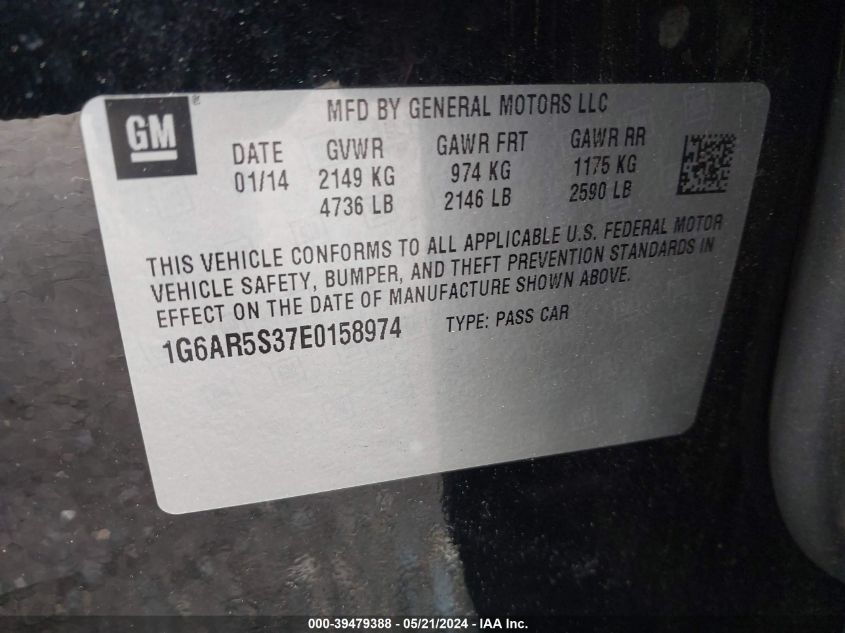 GM®
MFD BY GENERAL MOTORS LLC
DATE GVWR GAWR FRT GAWR RR
01/14 2149 KG 974 KG 1175 KG
4736 LB 2146 LB 2590 LB
THIS VEHICLE CONFORMS TO ALL APPLICABLE U.S. FEDERAL MOTOR
VEHICLE SAFETY, BUMPER, AND THEFT PREVENTION STANDARDS IN
EFFECT ON THE DATE OF MANUFACTURE SHOWN ABOVE.
1G6AR5S37E0158974 TYPE: PASS CAR
000-39479388 - 05/21/2024 - IAA Inc.